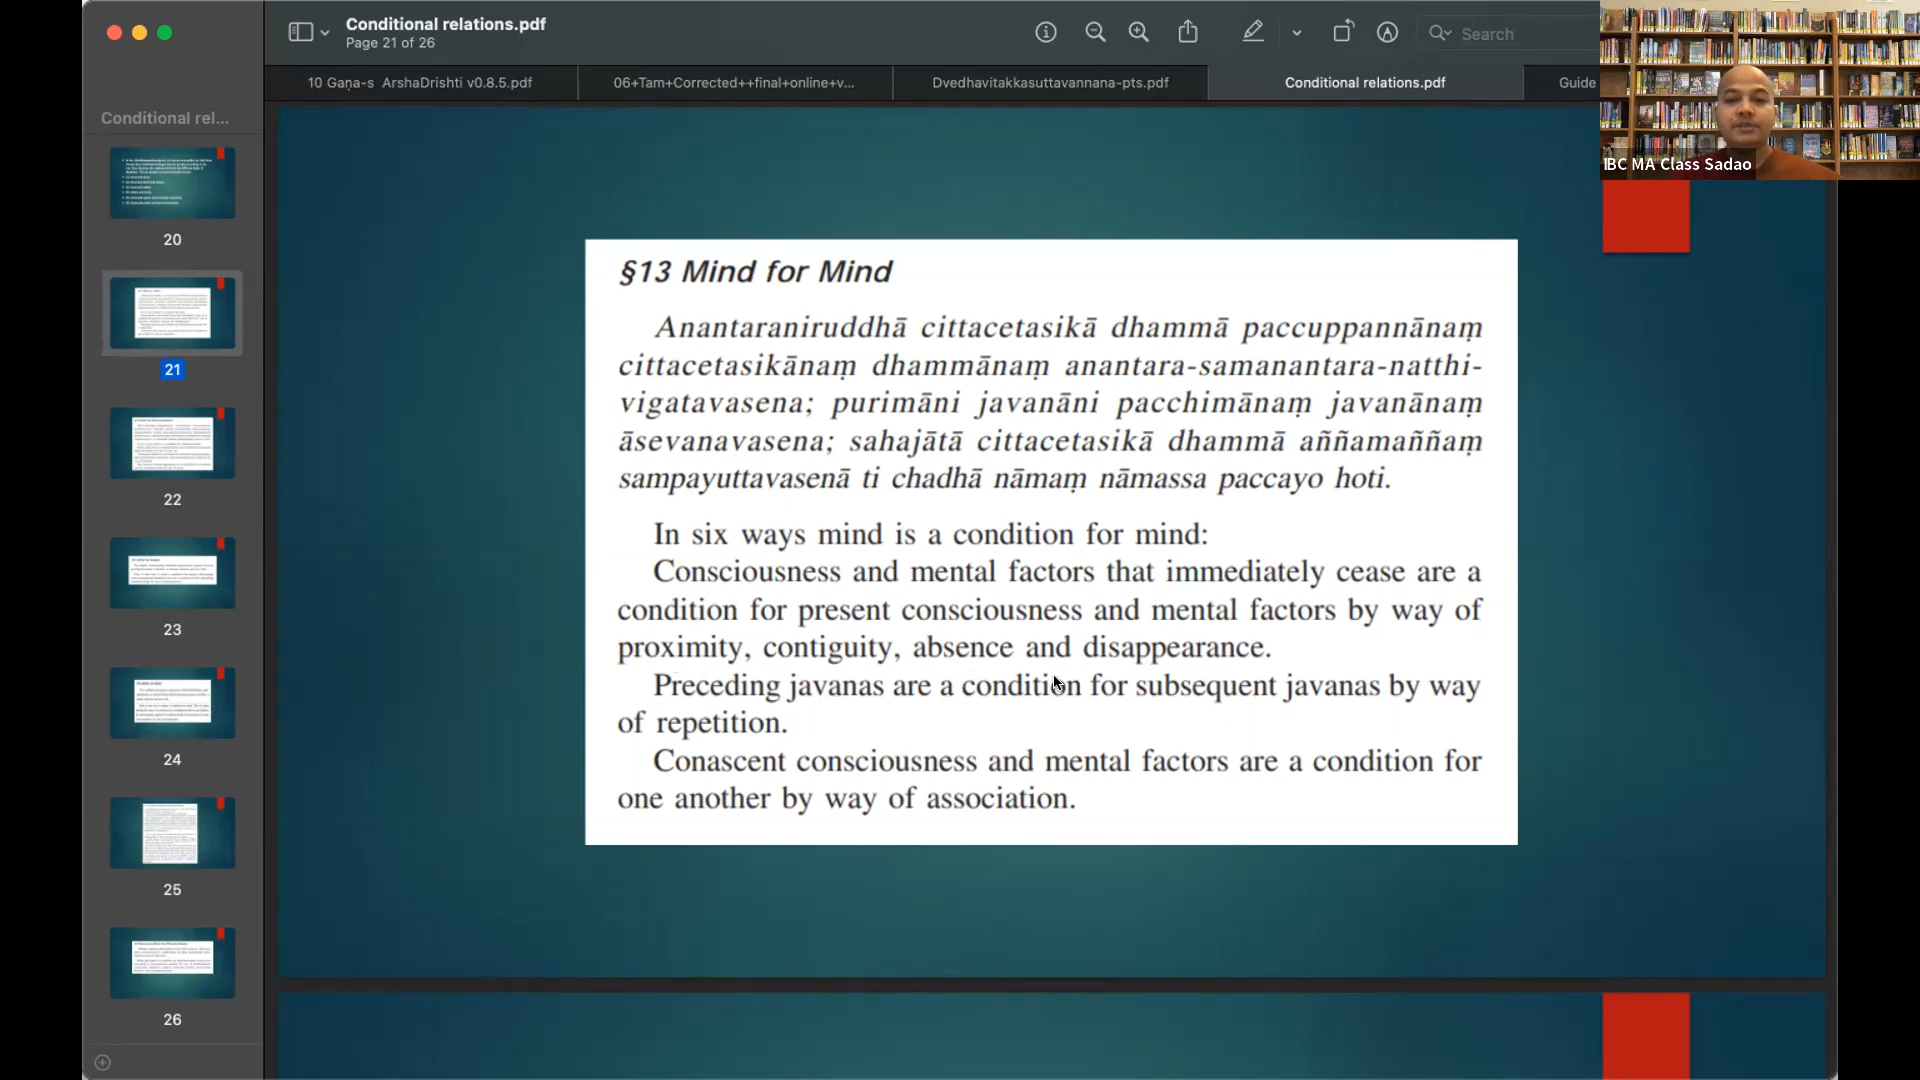 Conditional relations.pdf
Page 21 of 26
Search
10 Gaṇa-s ArshaDrishti v0.8.5.pdf
06+Tam+Corrected++final+online+v...
Dvedhavitakkasuttavannana-pts.pdf
Conditional relations.pdf
Guide
IBC MA Class Sadao
Conditional rel...
20
21
22
23
24
25
26
§13 Mind for Mind
Anantaraniruddhā cittacetasikā dhammā paccuppannānaṃ
cittacetasikānaṃ dhammānaṃ anantara-samanantara-natthi-
vigatavasena; purimāni javanāni pacchimānaṃ javanānaṃ
āsevanavasena; sahajātā cittacetasikā dhammā aññamaññaṃ
sampayuttavasenā ti chadhā nāmaṃ nāmassa paccayo hoti.
In six ways mind is a condition for mind:
Consciousness and mental factors that immediately cease are a
condition for present consciousness and mental factors by way of
proximity, contiguity, absence and disappearance.
Preceding javanas are a condition for subsequent javanas by way
of repetition.
Conascent consciousness and mental factors are a condition for
one another by way of association.